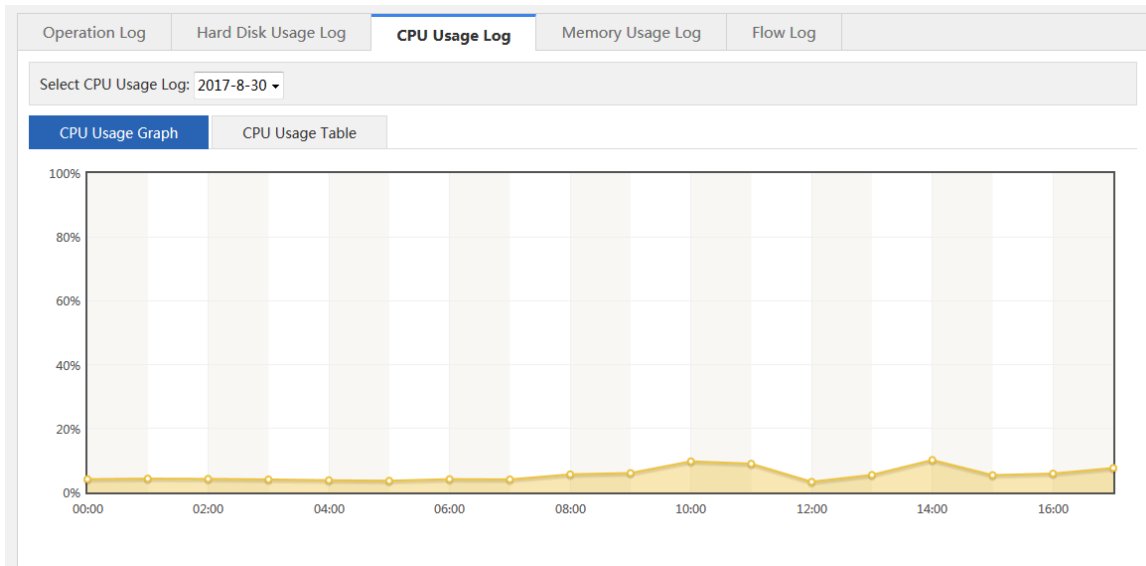 Operation Log Hard Disk Usage Log CPU Usage Log Memory Usage Log Flow Log
Select CPU Usage Log: 2017-8-30
CPU Usage Graph CPU Usage Table
100%
80%
60%
40%
20%
0%
00:00 02:00 04:00 06:00 08:00 10:00 12:00 14:00 16:00